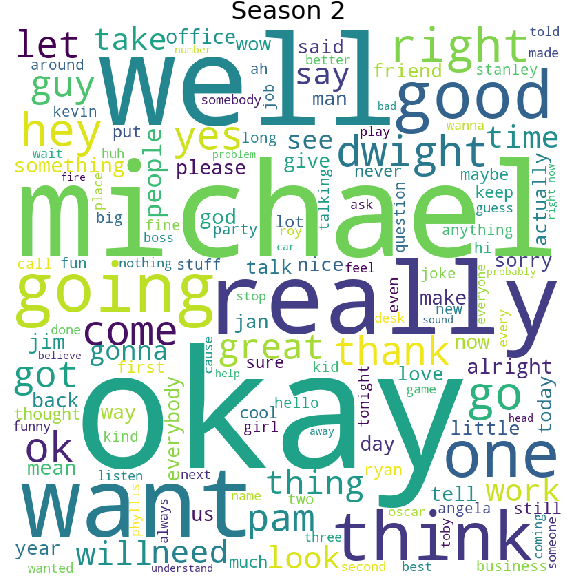 Season 2
let
take
office
wow
well
said
say
right
told
made
around
guy
ah
job
better
number
somebody
man
friend
stanley
kevin
put
hey
yes
long
see
bad
good
play
wanna
time
wait
huh
something
people
problem
please
give
talking
never
dwight
maybe
keep
guess
actually
right now
fire
place
michael
big
fine
boss
god
party
lot
roy
car
ask
question
anything
hi
call
fun
nothing
stuff
talk
nice
feel
joke
sorry
probably
going
really
even
make
new
everyone
every
desk
sound
stop
jan
come
done
jim
believe
gonna
great
sure
cause
help
thank
now
alright
got
first
back
way
thought
everybody
okay
kid
tonight
love
game
go
today
funny
kind
cool
girl
hello
away
day
little
head
one
ok
mean
listen
next
want
phyllis
always
us
name
two
thing
ryan
tell
angela
work
still
pam
three
oscar
toby
think
coming
someone
year
will
need
much
look
second
best
business
wanted
understand